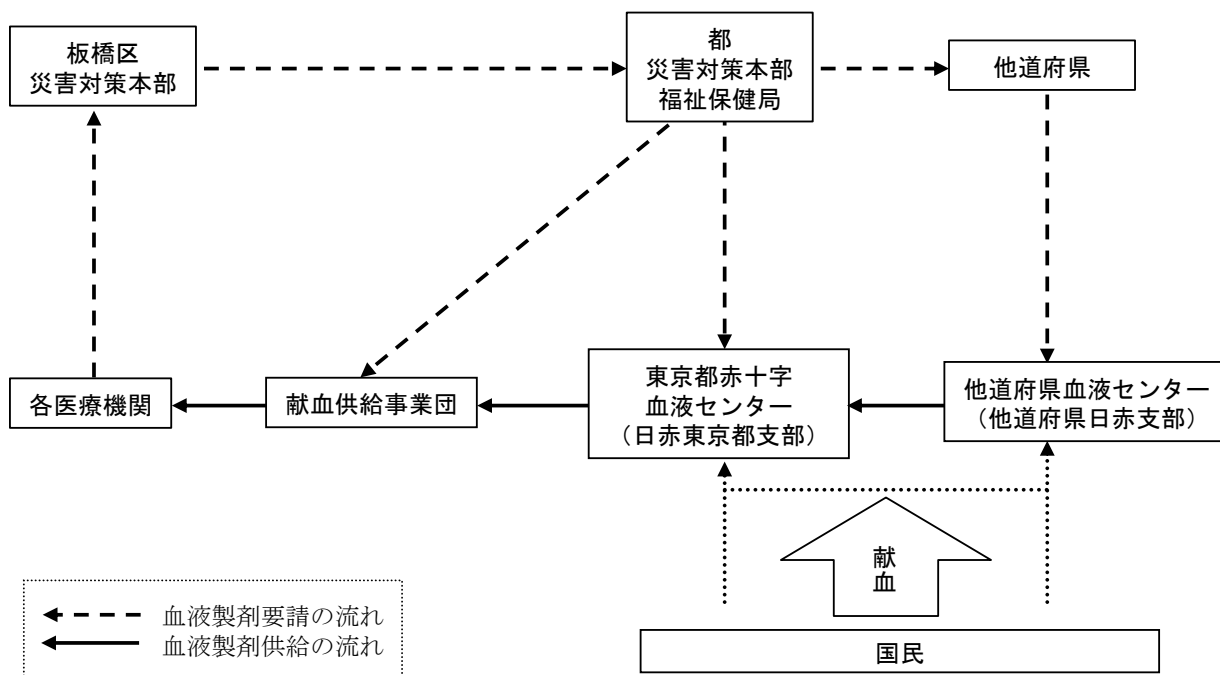 板橋区
災害対策本部
都
災害対策本部
福祉保健局
他道府県
各医療機関
献血供給事業団
東京都赤十字
血液センター
（日赤東京都支部）
他道府県血液センター
（他道府県日赤支部）
献
血
国民
血液製剤要請の流れ
血液製剤供給の流れ